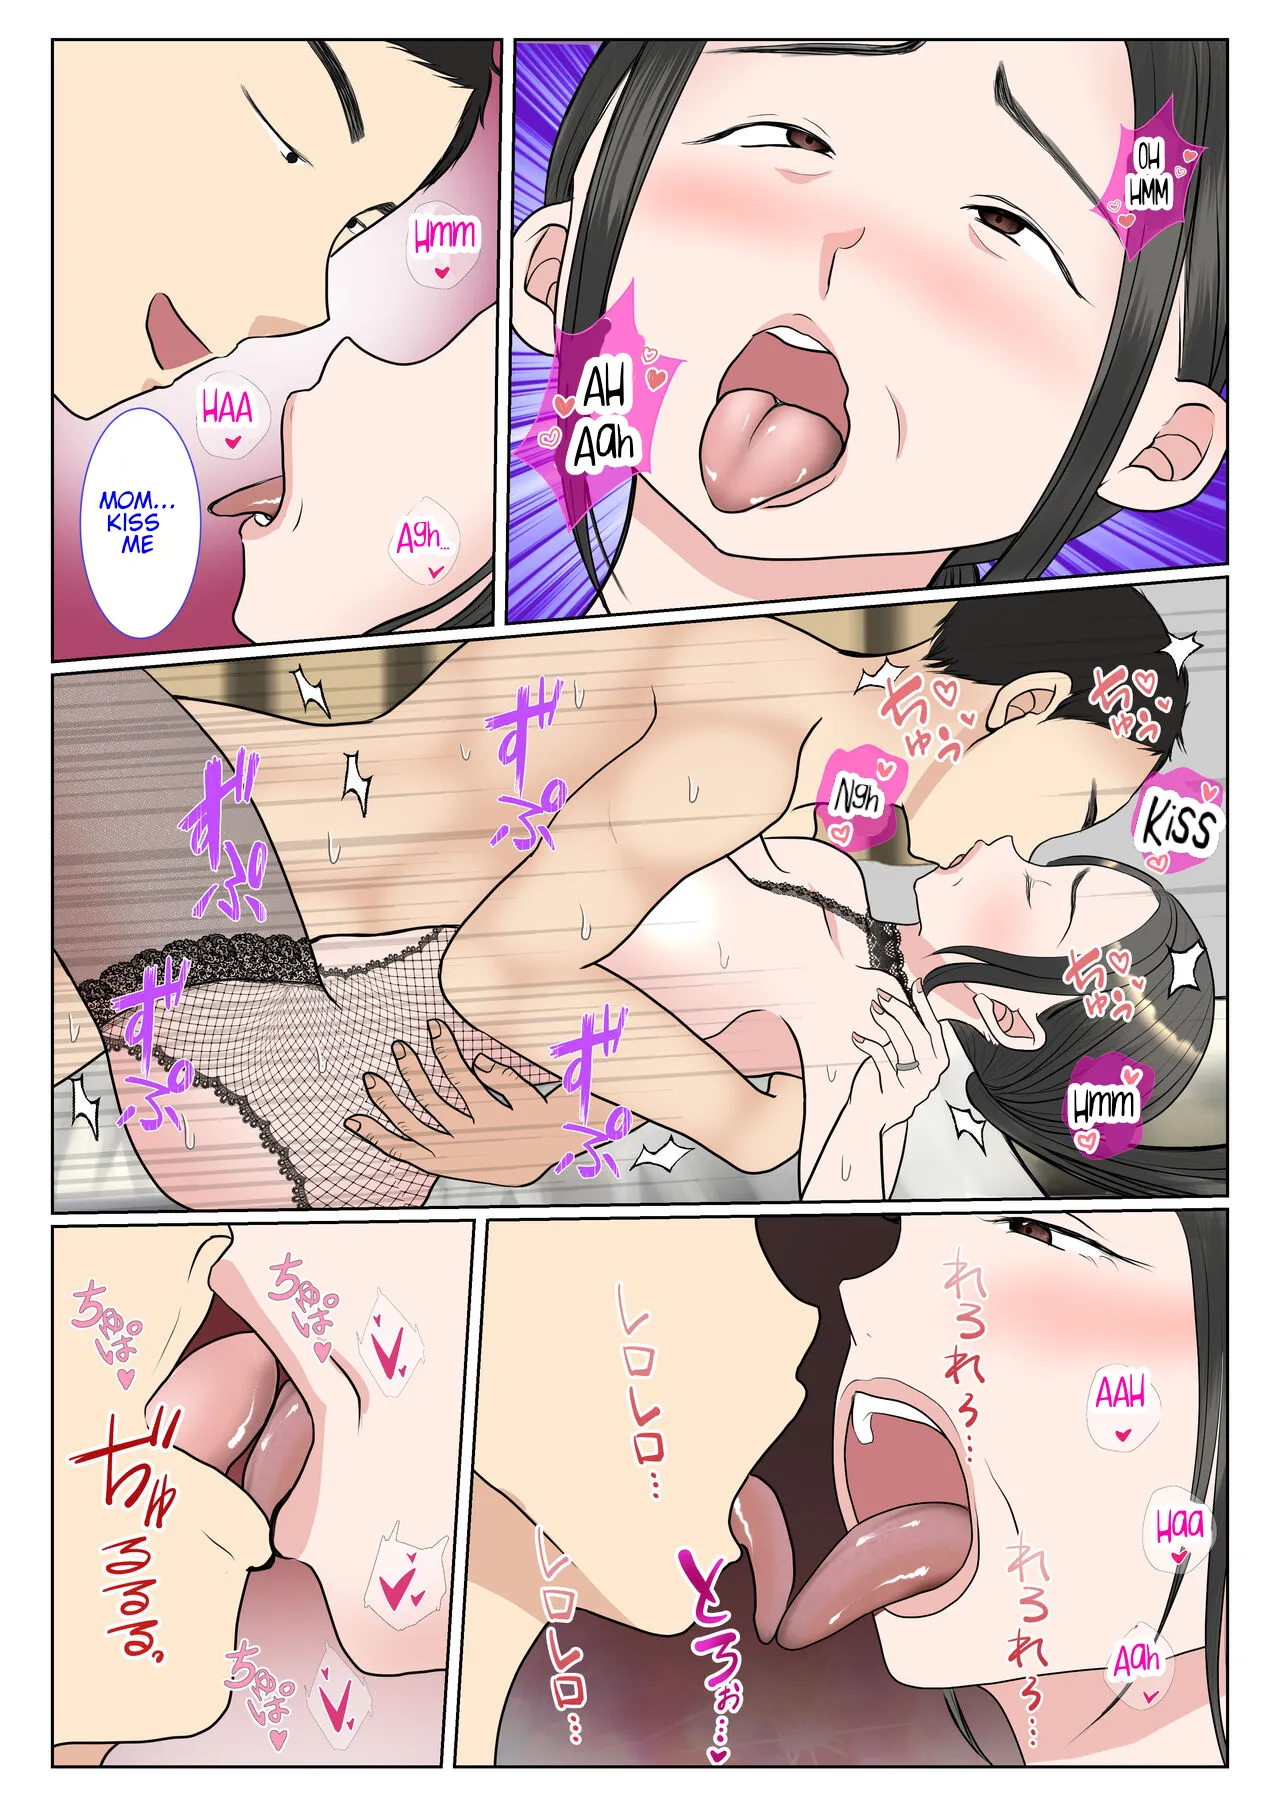 Hmm
HAA
MOM...
KISS
ME
Agh...
OH
HMM
AH
Aah
ちゅぅ
ちゅぅ
Ngh
Kiss
ずぷ
ずぷ
ちゅぅ
Hmm
ずぷ
ずぷ
ちゅぱ
ちゅぱ
ぢゅ
るるる
ちゅぱ
れろれろ...
レロレロ...
AAH
Haa
れろれろ...
レロレロ...
とろぉ...
Aah